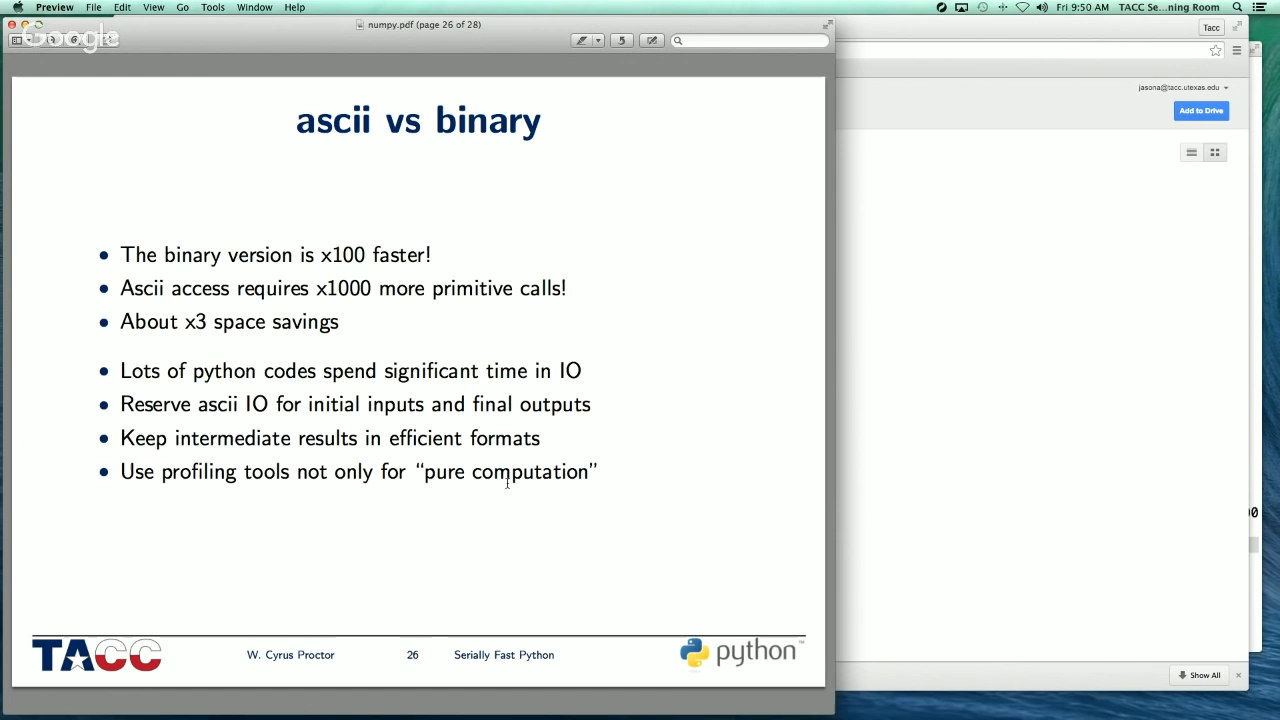 Preview File Edit View Go Tools Window Help
Fri 9:50 AM TACC Se...ning Room
numpy.pdf (page 26 of 28)
Google
Tacc
jasona@tacc.utexas.edu
Add to Drive
ascii vs binary
• The binary version is x100 faster!
• Ascii access requires x1000 more primitive calls!
• About x3 space savings
• Lots of python codes spend significant time in IO
• Reserve ascii IO for initial inputs and final outputs
• Keep intermediate results in efficient formats
• Use profiling tools not only for “pure computation”
TACC
W. Cyrus Proctor
26
Serially Fast Python
python™
Show All